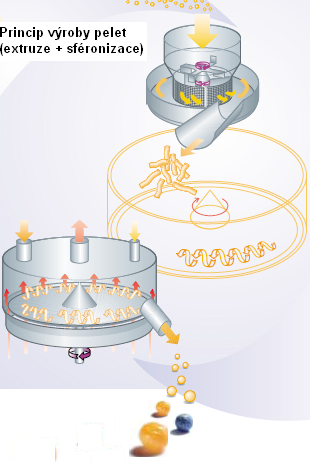 Princip výroby pelet
(extruze + sféronizace)